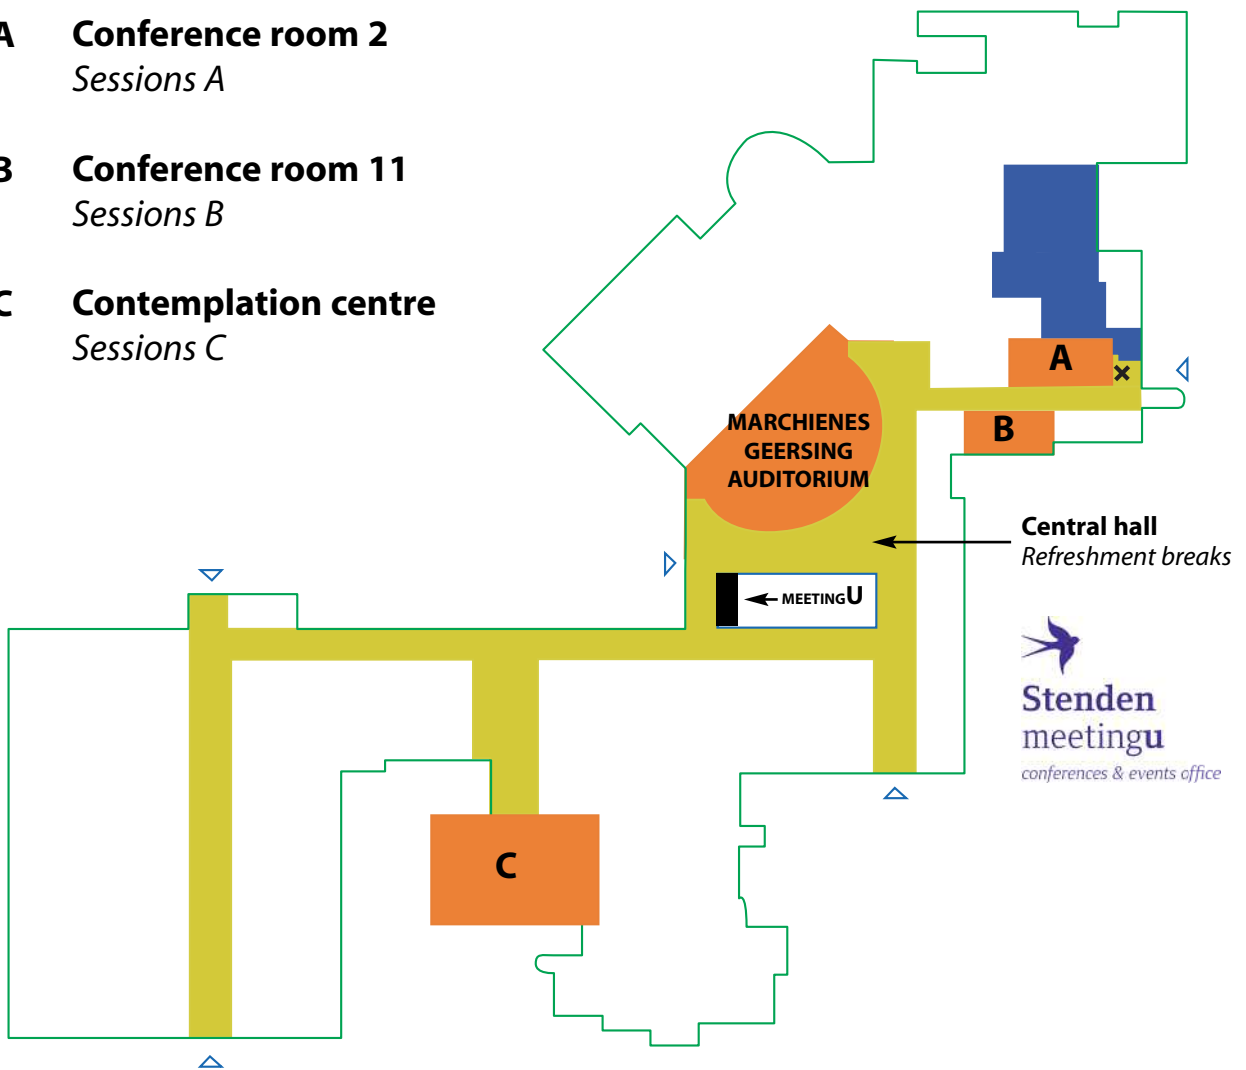 A Conference room 2
Sessions A
B Conference room 11
Sessions B
C Contemplation centre
Sessions C
A
B
MARCHIENES
GEERSING
AUDITORIUM
Central hall
Refreshment breaks
MEETINGU
Stenden
meetingu
conferences & events office
C